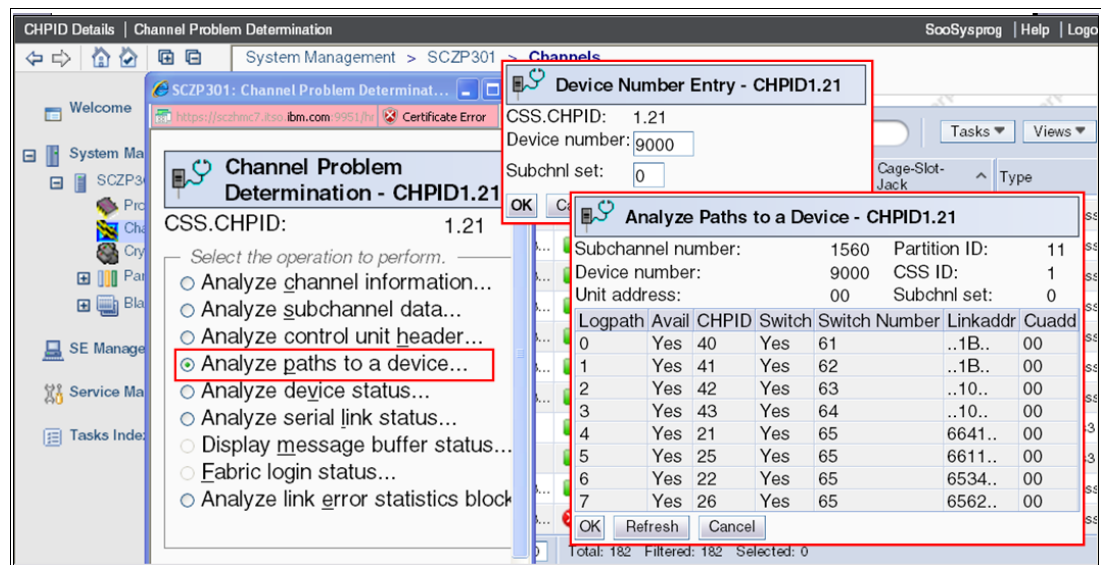 CHPID Details | Channel Problem Determination
SooSysprog | Help | Logo
System Management > SCZP301 > Channels
Welcome
System Ma
SCZP3
Pro
Cha
Cry
Par
Bla
SE Manage
Service Ma
Tasks Index
SCZP301: Channel Problem Determinat...
https://sczhmc7.itso.ibm.com:9951/h Certificate Error
Channel Problem
Determination - CHPID1.21
CSS.CHPID: 1.21
Select the operation to perform.
Analyze channel information...
Analyze subchannel data...
Analyze control unit header...
Analyze paths to a device...
Analyze device status...
Analyze serial link status...
Display message buffer status...
Fabric login status...
Analyze link error statistics block
Device Number Entry - CHPID1.21
CSS.CHPID: 1.21
Device number: 9000
Subchnl set: 0
OK Ca
Tasks Views
Cage-Slot-
Jack
Type
Analyze Paths to a Device - CHPID1.21
Subchannel number: 1560 Partition ID: 11
Device number: 9000 CSS ID: 1
Unit address: 00 Subchnl set: 0
Logpath Avail CHPID Switch Switch Number Linkaddr Cuadd
0 Yes 40 Yes 61 ..1B.. 00
1 Yes 41 Yes 62 ..1B.. 00
2 Yes 42 Yes 63 ..10.. 00
3 Yes 43 Yes 64 ..10.. 00
4 Yes 21 Yes 65 6641.. 00
5 Yes 25 Yes 65 6611.. 00
6 Yes 22 Yes 65 6534.. 00
7 Yes 26 Yes 65 6562.. 00
OK Refresh Cancel
Total: 182 Filtered: 182 Selected: 0